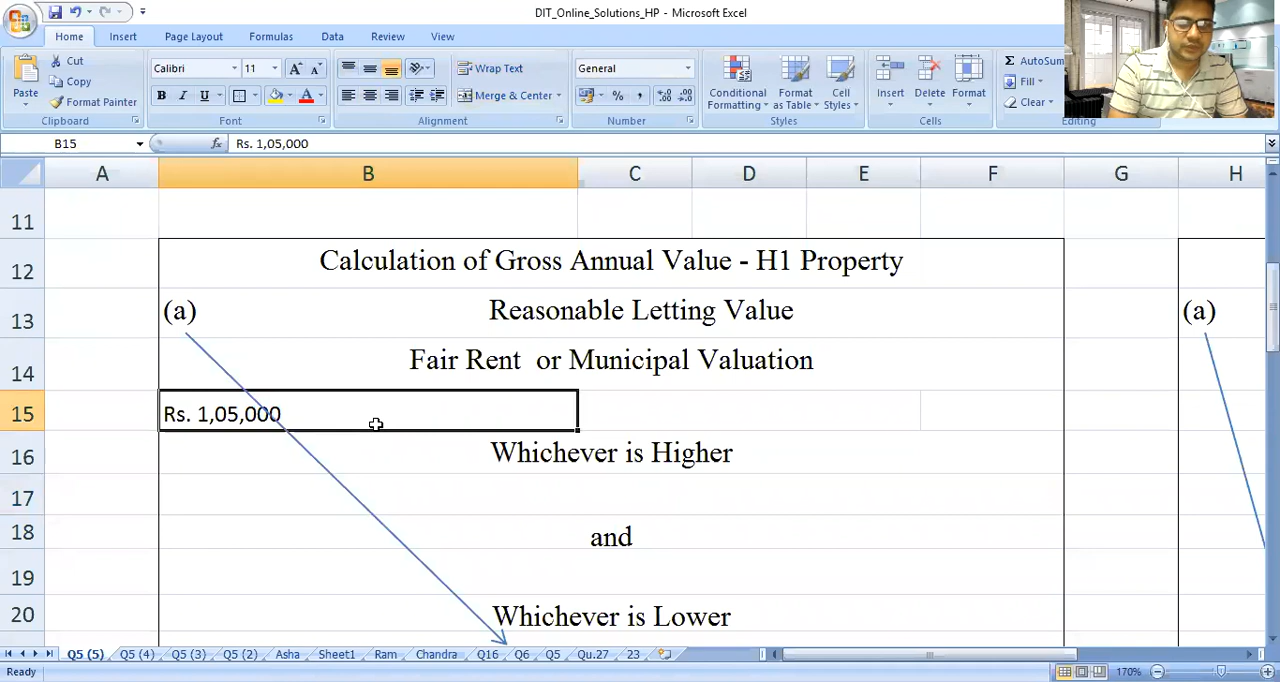 DIT_Online_Solutions_HP - Microsoft Excel
Home Insert Page Layout Formulas Data Review View
Paste Cut Copy Format Painter
Calibri 11 B I U
Wrap Text
Merge & Center
General
%
Conditional Formatting Format as Table Cell Styles
Insert Delete Format
Σ AutoSum
Fill
Clear
Clipboard Font Alignment Number Styles Cells Editing
B15 fx Rs. 1,05,000
A B C D E F G H
11
12 Calculation of Gross Annual Value - H1 Property
13 (a) Reasonable Letting Value (a)
14 Fair Rent or Municipal Valuation
15 Rs. 1,05,000
16 Whichever is Higher
17
18 and
19
20 Whichever is Lower
Q5 (5) Q5 (4) Q5 (3) Q5 (2) Asha Sheet1 Ram Chandra Q16 Q6 Q5 Qu.27 23
Ready 170%